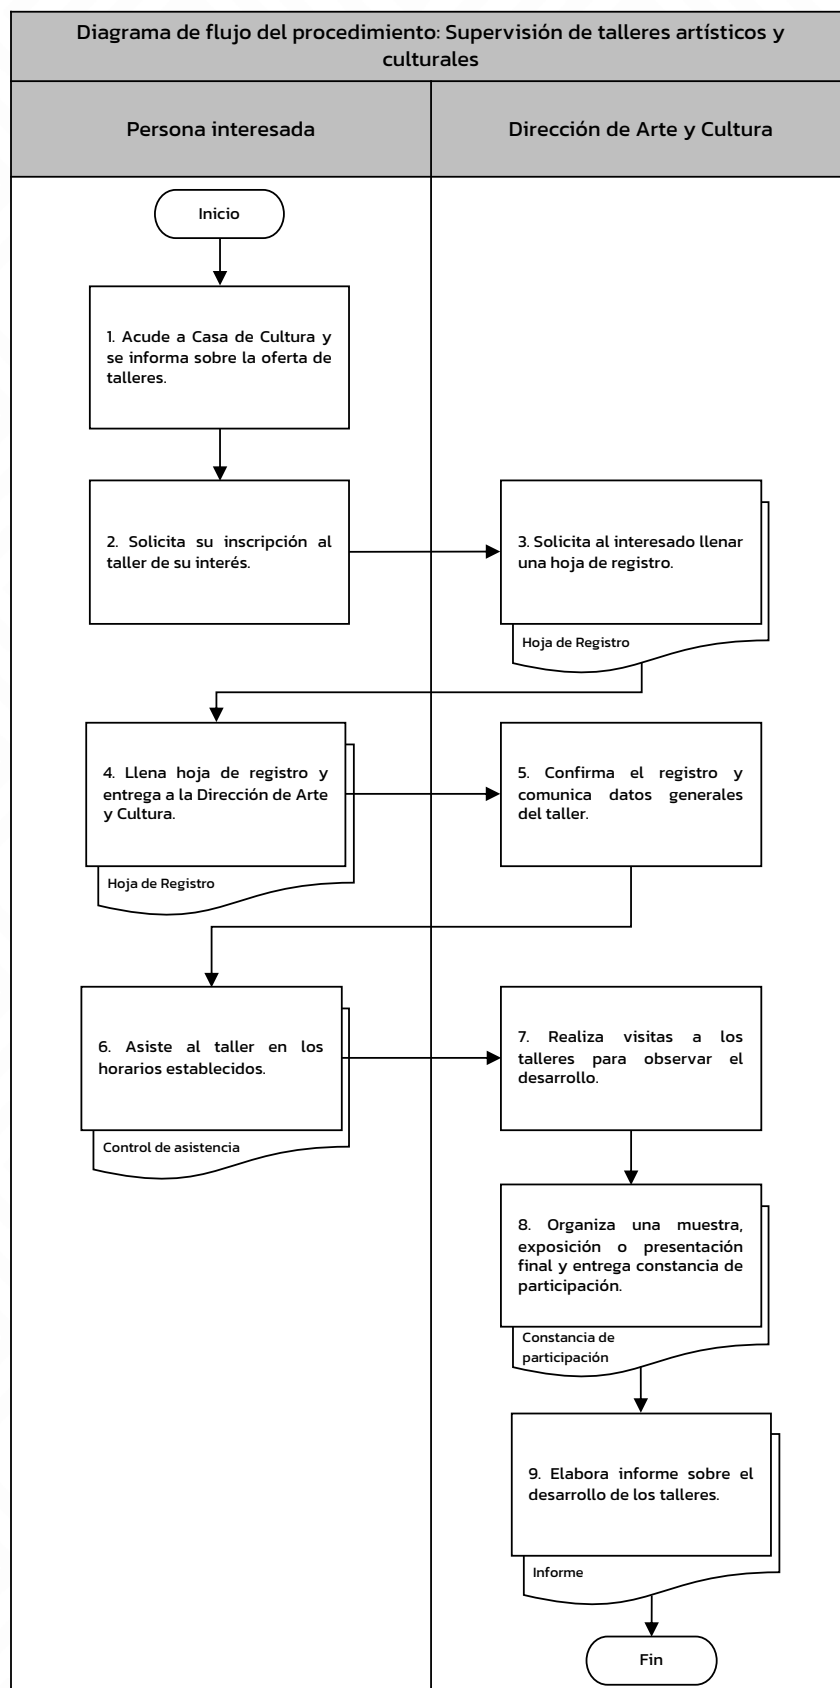 Diagrama de flujo del procedimiento: Supervisión de talleres artísticos y
culturales
Persona interesada
Dirección de Arte y Cultura
Inicio
1. Acude a Casa de Cultura y
se informa sobre la oferta de
talleres.
2. Solicita su inscripción al
taller de su interés.
3. Solicita al interesado llenar
una hoja de registro.
Hoja de Registro
4. Llena hoja de registro y
entrega a la Dirección de Arte
y Cultura.
Hoja de Registro
5. Confirma el registro y
comunica datos generales
del taller.
6. Asiste al taller en los
horarios establecidos.
Control de asistencia
7. Realiza visitas a los
talleres para observar el
desarrollo.
8. Organiza una muestra,
exposición o presentación
final y entrega constancia de
participación.
Constancia de
participación
9. Elabora informe sobre el
desarrollo de los talleres.
Informe
Fin